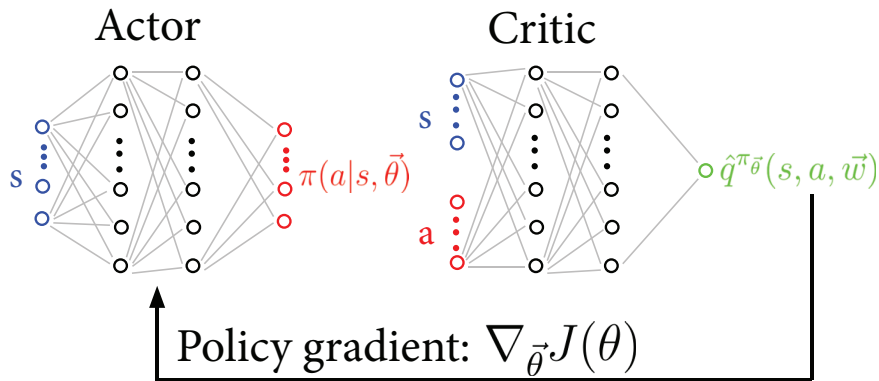 Actor
Critic
s
π(a|s, θ⃗)
s
a
q̂^{π_θ⃗}(s, a, w⃗)
Policy gradient: ∇_θ⃗ J(θ)